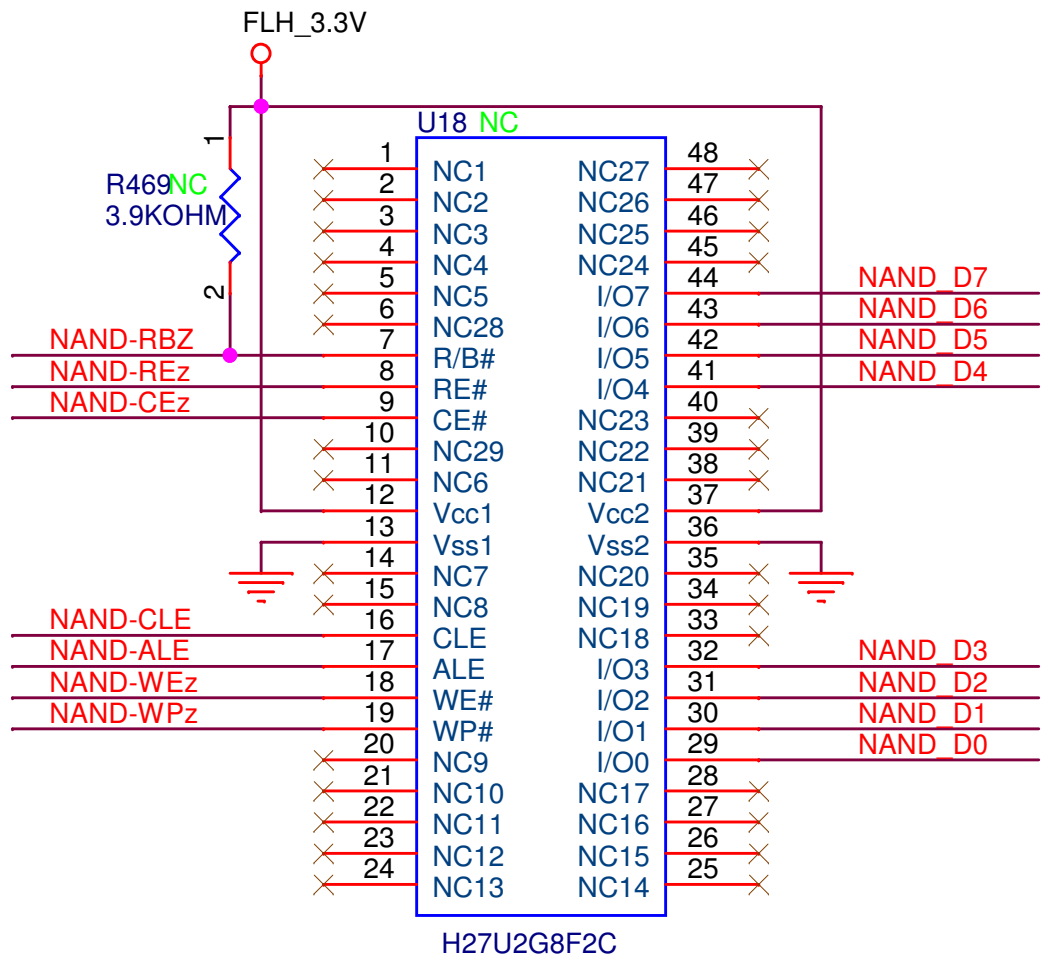 FLH_3.3V
U18 NC
1
R469 NC
3.9KOHM
2
1 NC1 NC27 48
2 NC2 NC26 47
3 NC3 NC25 46
4 NC4 NC24 45
5 NC5 I/O7 44 NAND_D7
6 NC28 I/O6 43 NAND_D6
NAND-RBZ 7 R/B# I/O5 42 NAND_D5
NAND-REz 8 RE# I/O4 41 NAND_D4
NAND-CEz 9 CE# NC23 40
10 NC29 NC22 39
11 NC6 NC21 38
12 Vcc1 Vcc2 37
13 Vss1 Vss2 36
14 NC7 NC20 35
15 NC8 NC19 34
NAND-CLE 16 CLE NC18 33
NAND-ALE 17 ALE I/O3 32 NAND_D3
NAND-WEz 18 WE# I/O2 31 NAND_D2
NAND-WPz 19 WP# I/O1 30 NAND_D1
20 NC9 I/O0 29 NAND_D0
21 NC10 NC17 28
22 NC11 NC16 27
23 NC12 NC15 26
24 NC13 NC14 25
H27U2G8F2C